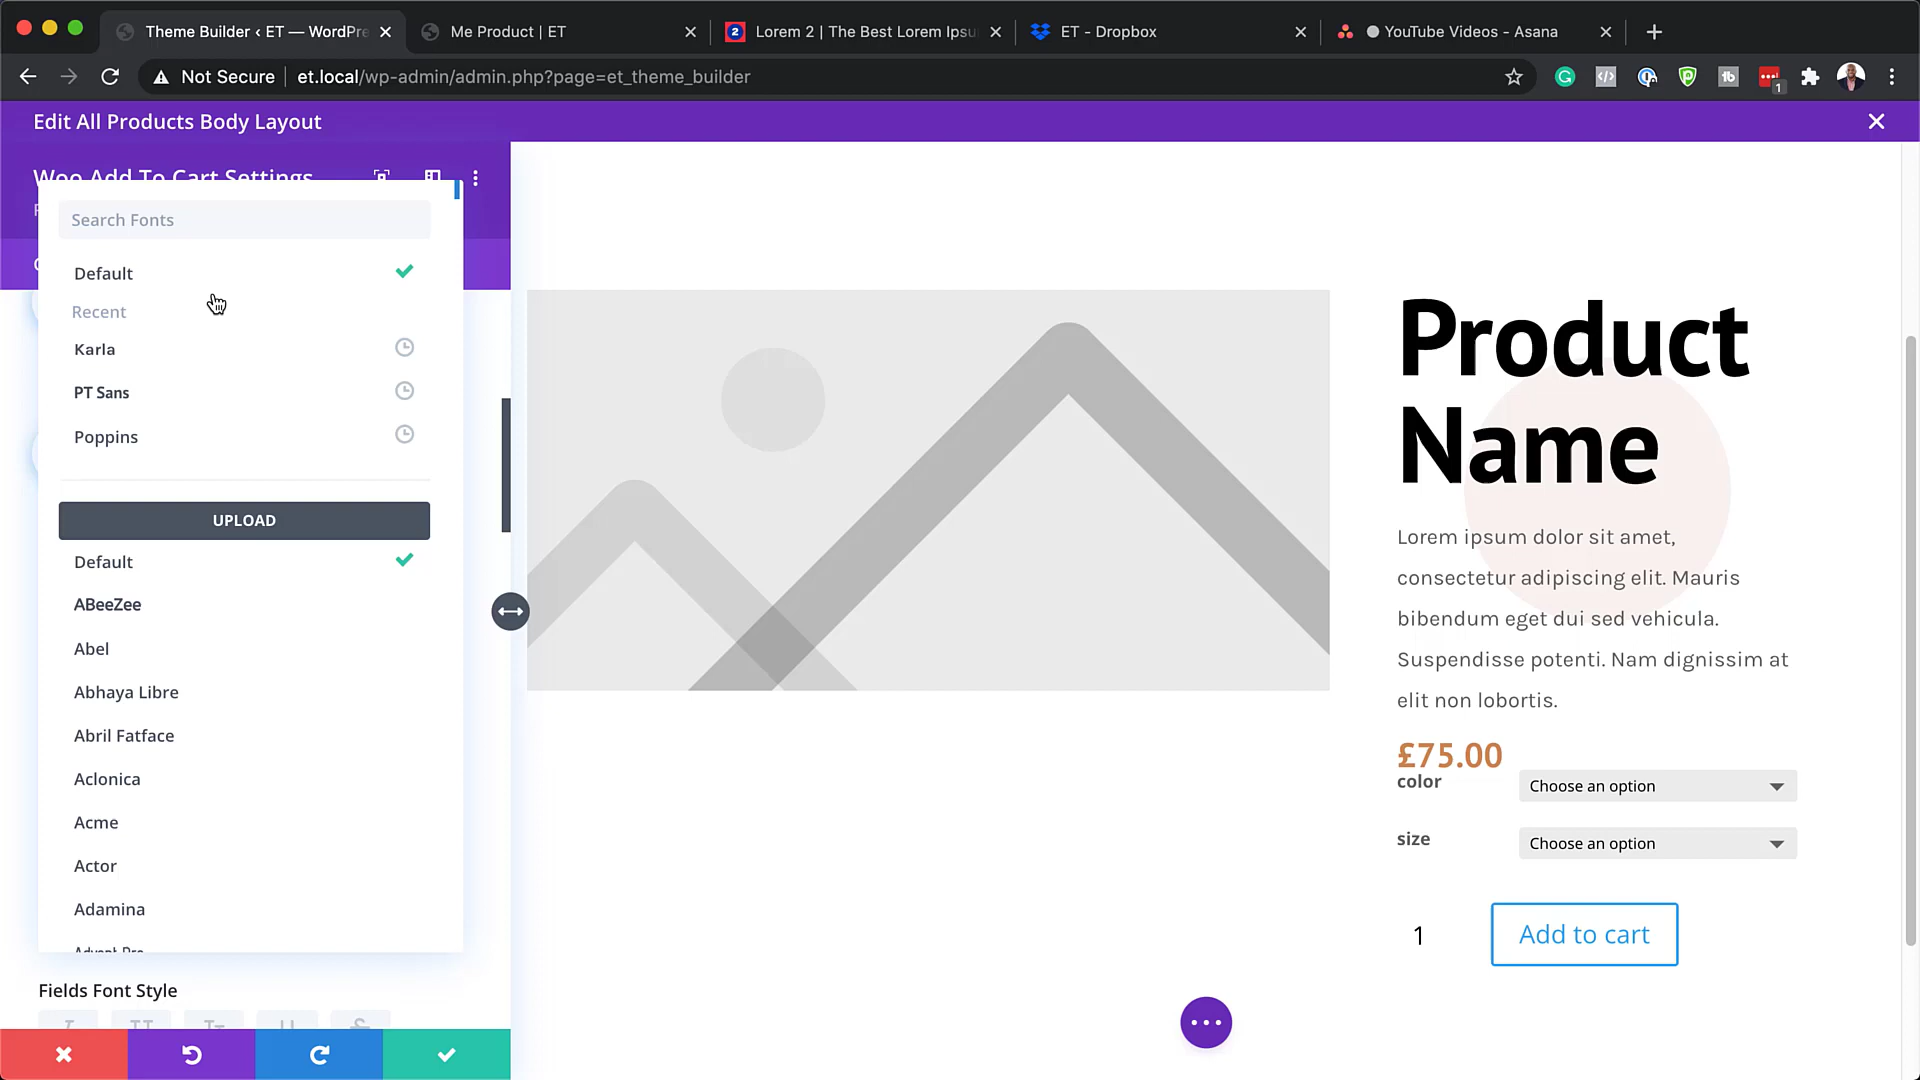 Theme Builder ‹ ET — WordPre
Me Product | ET
2 Lorem 2 | The Best Lorem Ipsu
ET - Dropbox
YouTube Videos - Asana
Not Secure et.local/wp-admin/admin.php?page=et_theme_builder
1
Edit All Products Body Layout
Woo Add To Cart Settings
Search Fonts
Default
Recent
Karla
PT Sans
Poppins
UPLOAD
Default
ABeeZee
Abel
Abhaya Libre
Abril Fatface
Aclonica
Acme
Actor
Adamina
Advent Pro
Fields Font Style
Product
Name
Lorem ipsum dolor sit amet,
consectetur adipiscing elit. Mauris
bibendum eget dui sed vehicula.
Suspendisse potenti. Nam dignissim at
elit non lobortis.
£75.00
color Choose an option
size Choose an option
1 Add to cart